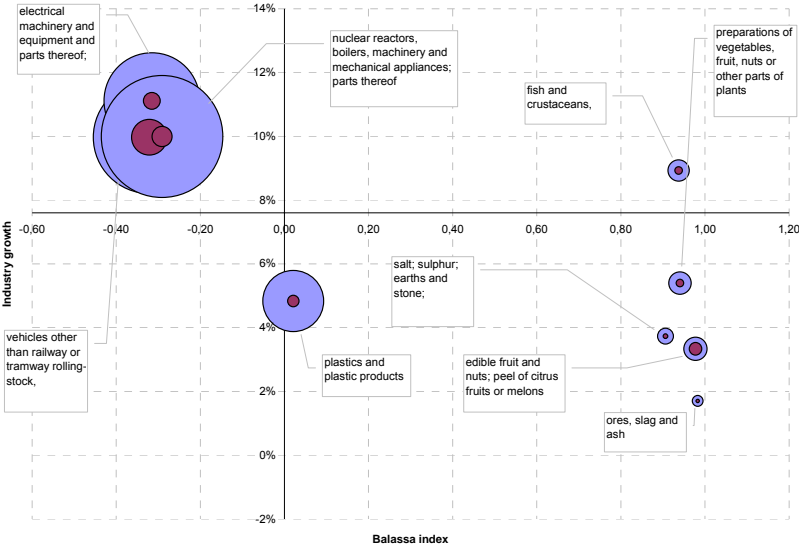 electrical
machinery and
equipment and
parts thereof;
nuclear reactors,
boilers, machinery and
mechanical appliances;
parts thereof
preparations of
vegetables,
fruit, nuts or
other parts of
plants
fish and
crustaceans,
14%
12%
10%
8%
6%
4%
2%
0%
-2%
-0,60
-0,40
-0,20
0,00
0,20
0,40
0,60
0,80
1,00
1,20
Industry growth
salt; sulphur;
earths and
stone;
vehicles other
than railway or
tramway rolling-
stock,
plastics and
plastic products
edible fruit and
nuts; peel of citrus
fruits or melons
ores, slag and
ash
Balassa index